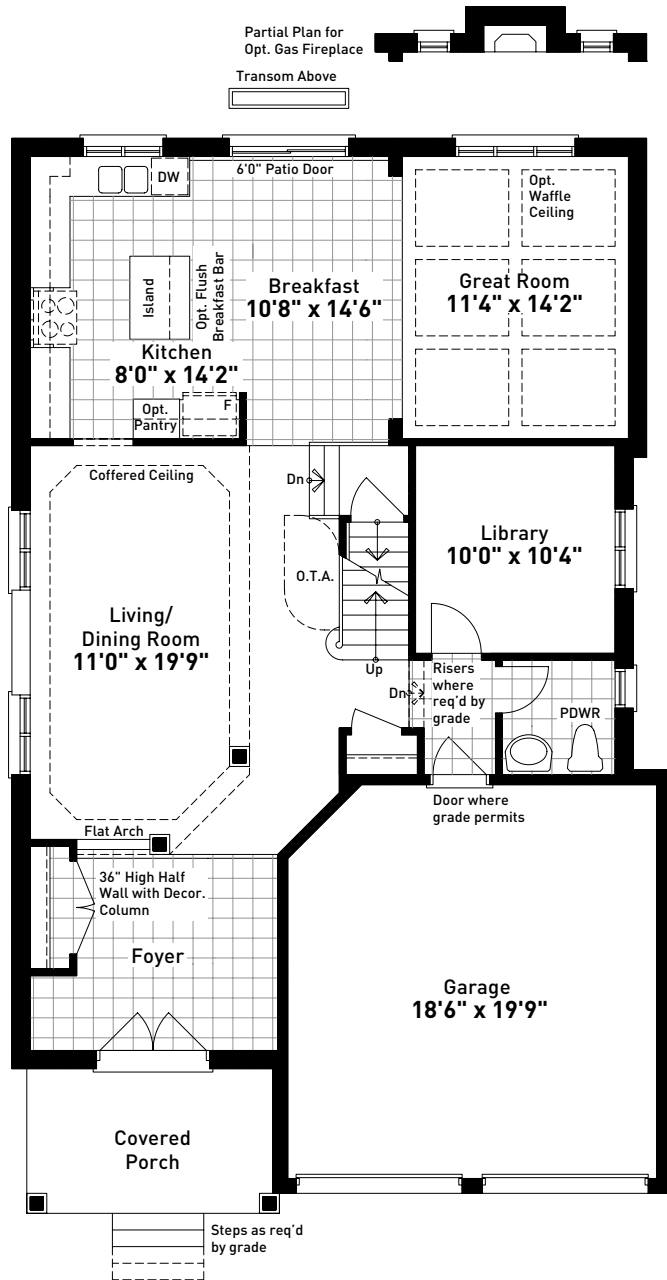 Partial Plan for
Opt. Gas Fireplace
Transom Above
DW
6'0" Patio Door
Opt.
Waffle
Ceiling
Island
Opt. Flush
Breakfast Bar
Breakfast
10'8" x 14'6"
Great Room
11'4" x 14'2"
Kitchen
8'0" x 14'2"
Opt.
Pantry
F
Coffered Ceiling
Dn
Library
10'0" x 10'4"
O.T.A.
Living/
Dining Room
11'0" x 19'9"
Up
Dn
Risers
where
req'd by
grade
PDWR
Door where
grade permits
Flat Arch
36" High Half
Wall with Decor.
Column
Foyer
Garage
18'6" x 19'9"
Covered
Porch
Steps as req'd
by grade